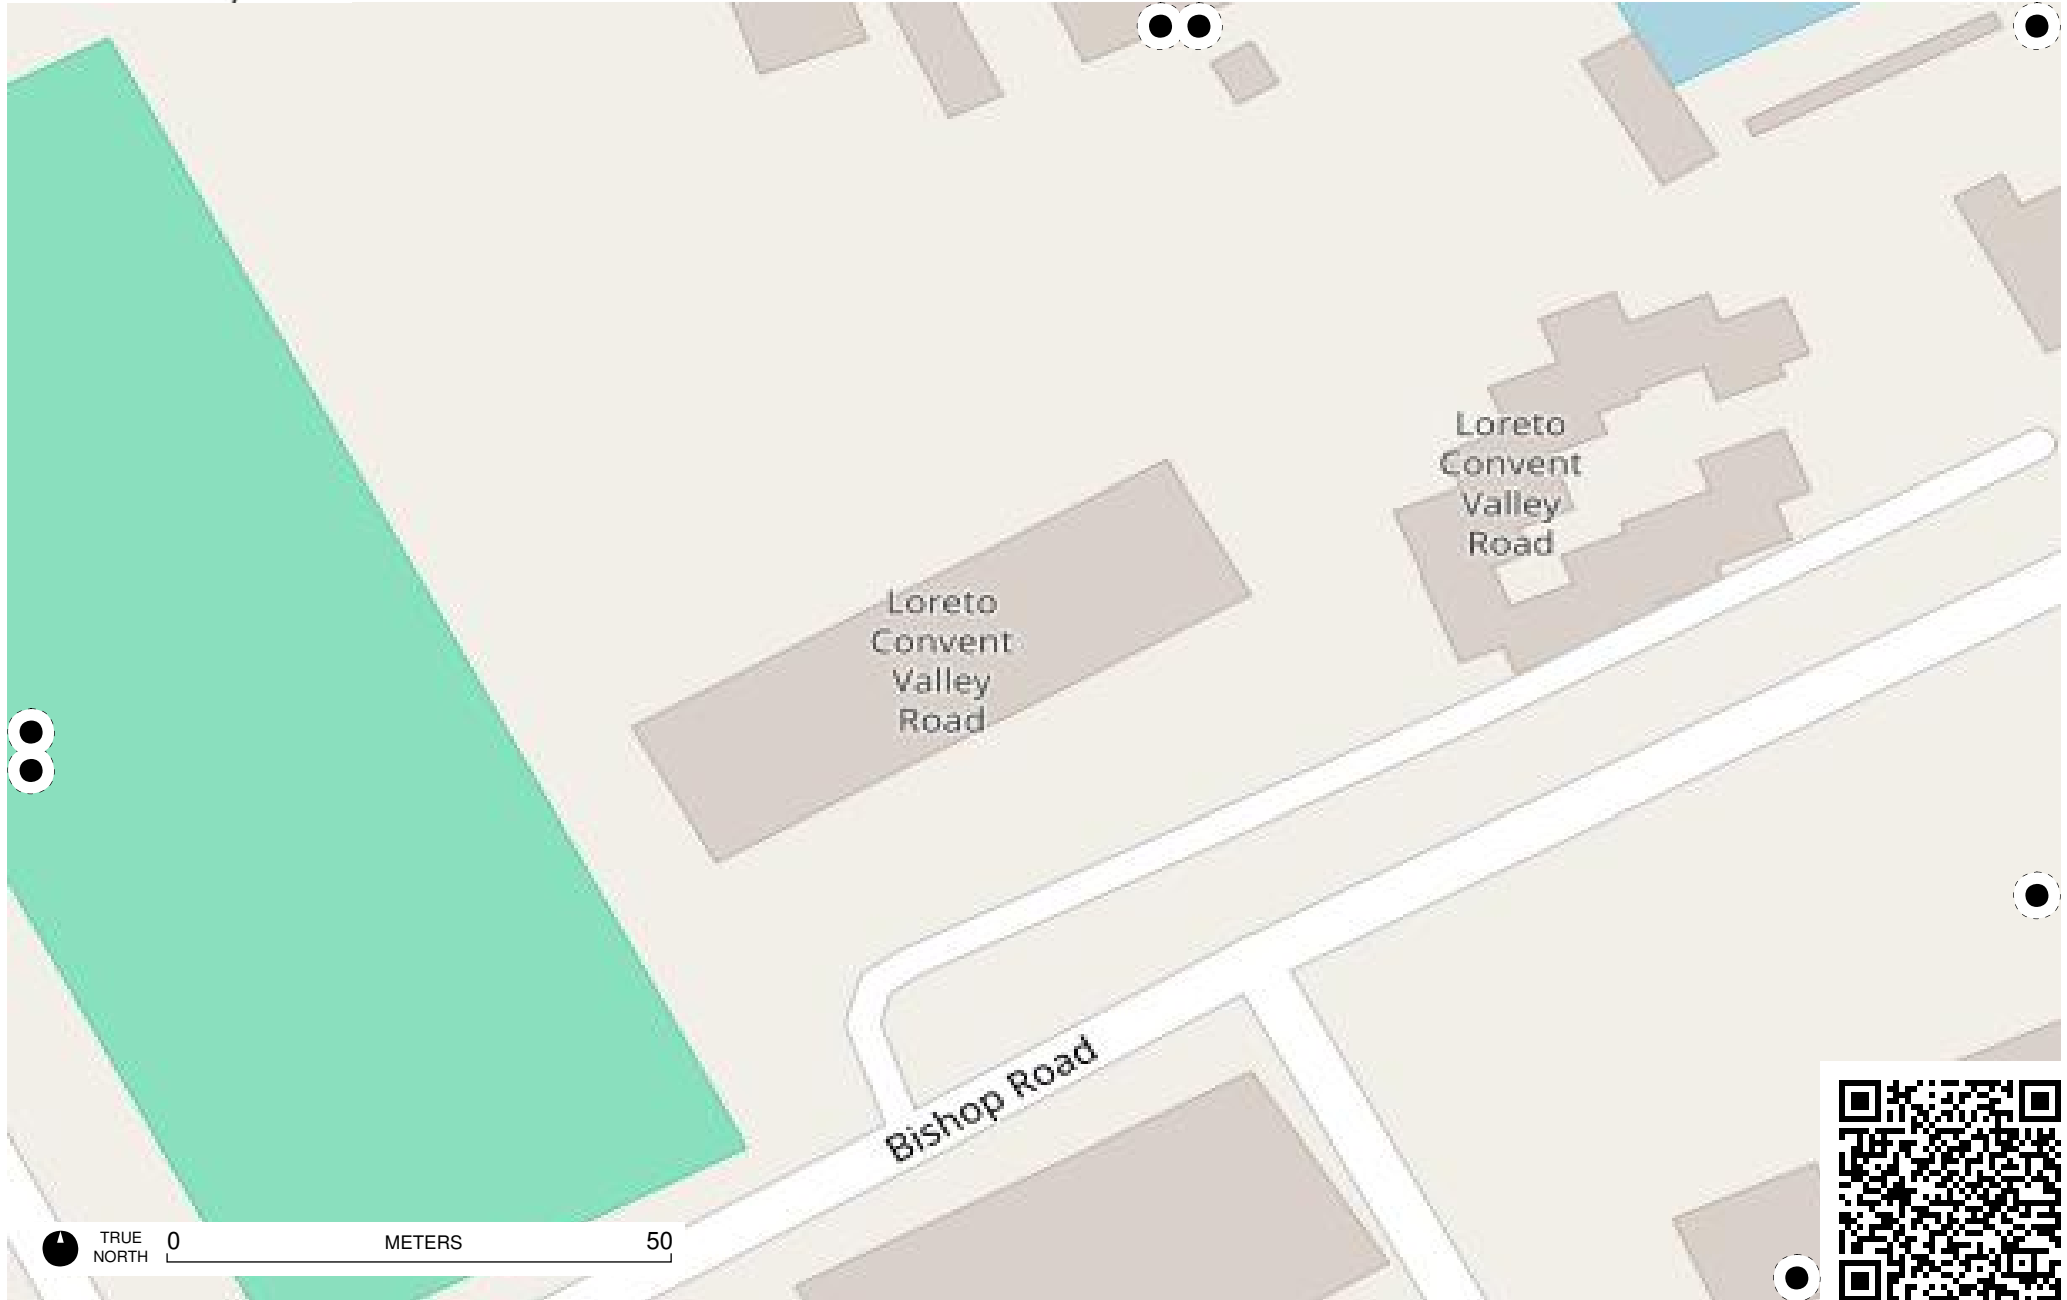 Loreto
Convent
Valley
Road
Loreto
Convent
Valley
Road
Bishop Road
TRUE
NORTH
0 METERS 50